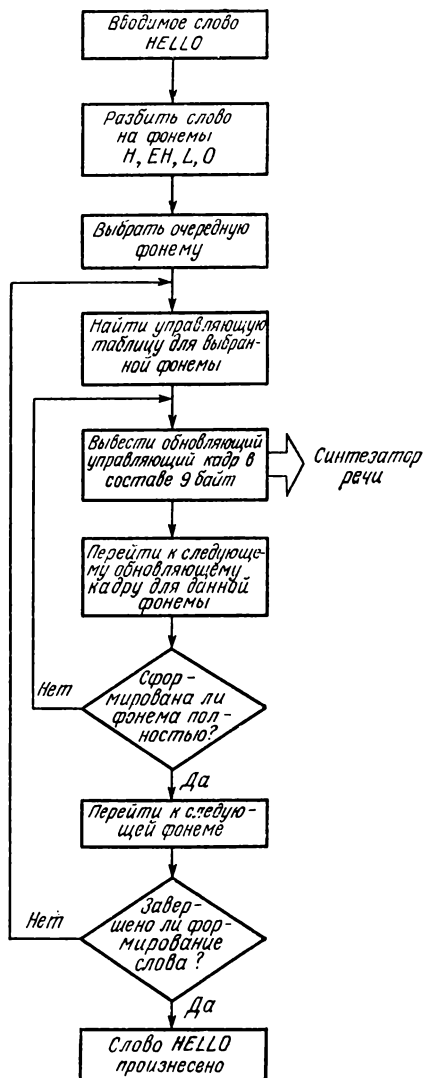 Вводимое слово
HELLO
Разбить слово
на фонемы
H, EH, L, O
Выбрать очередную
фонему
Найти управляющую
таблицу для выбран-
ной фонемы
Вывести обновляющий
управляющий кадр в
составе 9 байт
Синтезатор
речи
Перейти к следующе-
му обновляющему
кадру для данной
фонемы
Сфор-
мирована ли
фонема пол-
ностью?
Нет
Да
Перейти к следую-
щей фонеме
Завер-
шено ли фор-
мирование
слова?
Нет
Да
Слово HELLO
произнесено